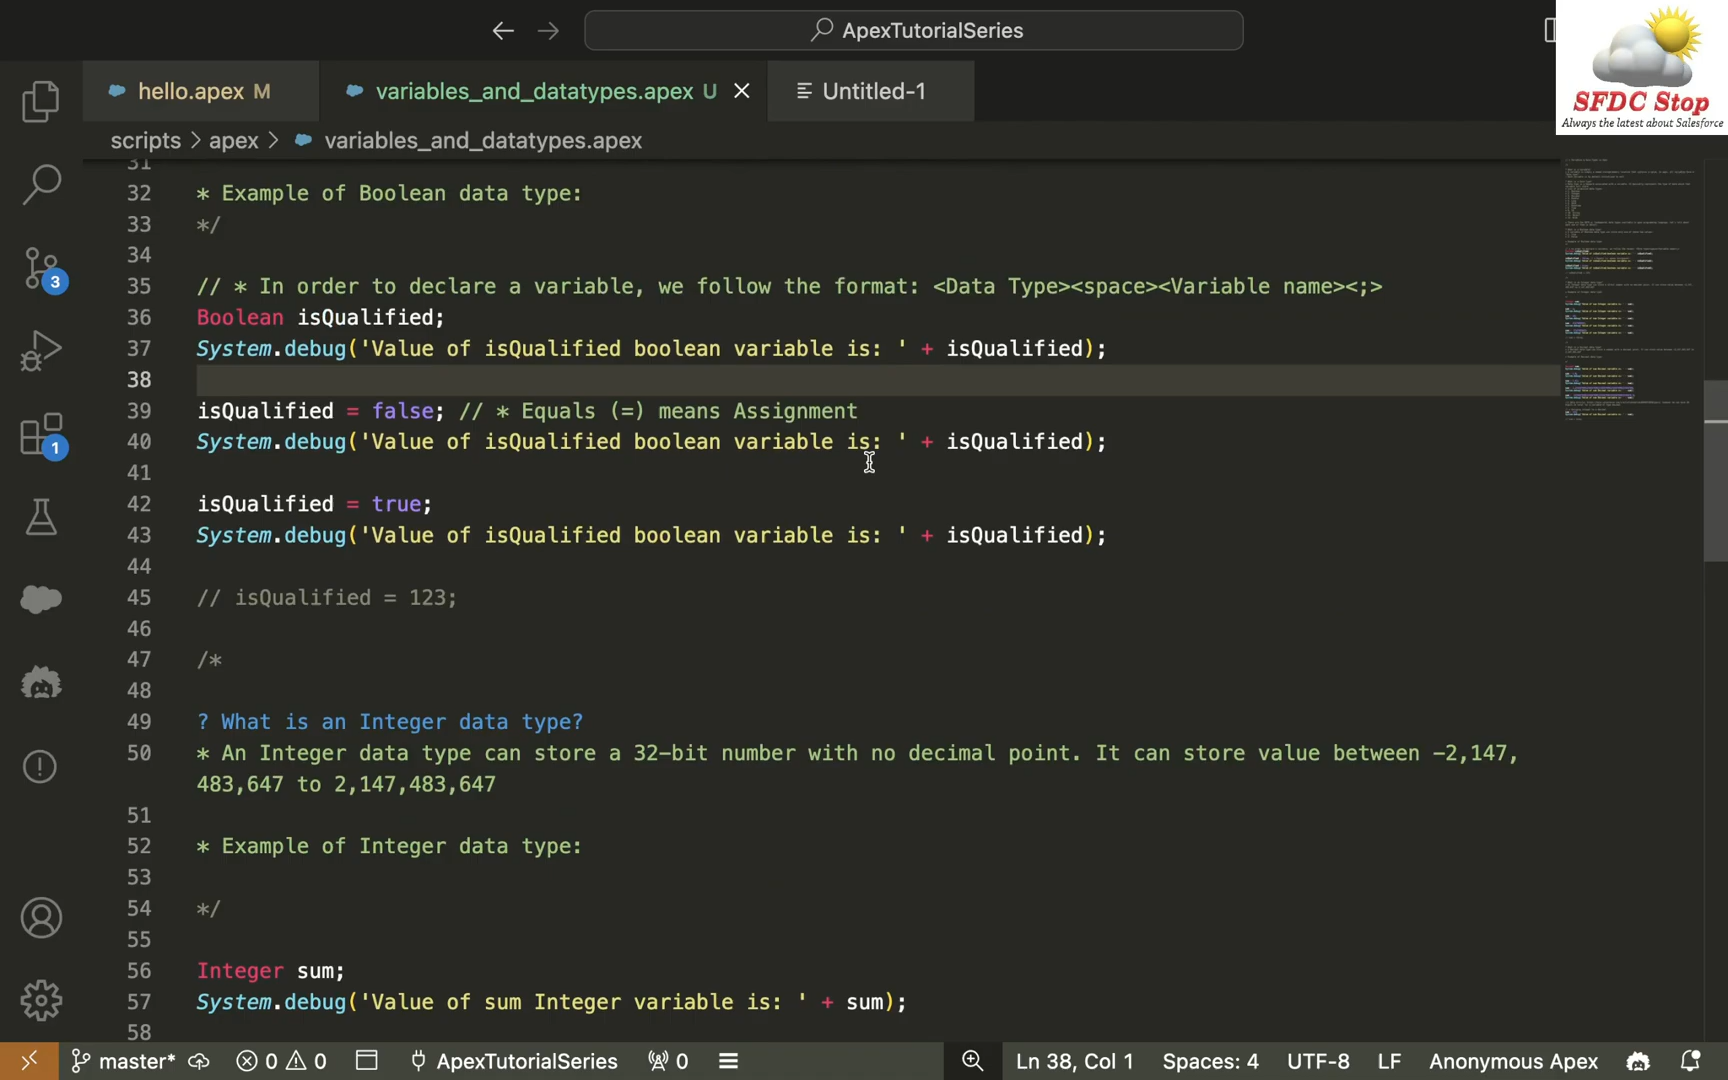 ApexTutorialSeries
SFDC Stop
Always the latest about Salesforce
hello.apex M
variables_and_datatypes.apex U
Untitled-1
scripts > apex > variables_and_datatypes.apex
31
32 * Example of Boolean data type:
33 */
34
35 // * In order to declare a variable, we follow the format: <Data Type><space><Variable name><;>
36 Boolean isQualified;
37 System.debug('Value of isQualified boolean variable is: ' + isQualified);
38
39 isQualified = false; // * Equals (=) means Assignment
40 System.debug('Value of isQualified boolean variable is: ' + isQualified);
41
42 isQualified = true;
43 System.debug('Value of isQualified boolean variable is: ' + isQualified);
44
45 // isQualified = 123;
46
47 /*
48
49 ? What is an Integer data type?
50 * An Integer data type can store a 32-bit number with no decimal point. It can store value between -2,147,
483,647 to 2,147,483,647
51
52 * Example of Integer data type:
53
54 */
55
56 Integer sum;
57 System.debug('Value of sum Integer variable is: ' + sum);
58
3
1
master* 0 0 ApexTutorialSeries 0 Ln 38, Col 1 Spaces: 4 UTF-8 LF Anonymous Apex